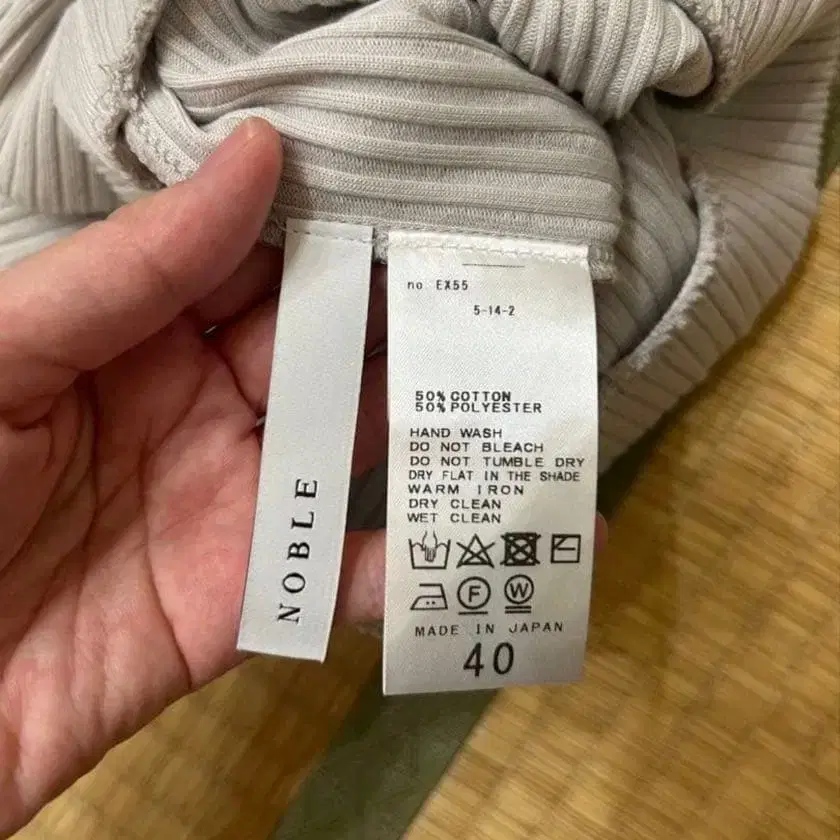 NOBLE
no EX55
5-14-2
50% COTTON
50% POLYESTER
HAND WASH
DO NOT BLEACH
DO NOT TUMBLE DRY
DRY FLAT IN THE SHADE
WARM IRON
DRY CLEAN
WET CLEAN
F W
MADE IN JAPAN
40